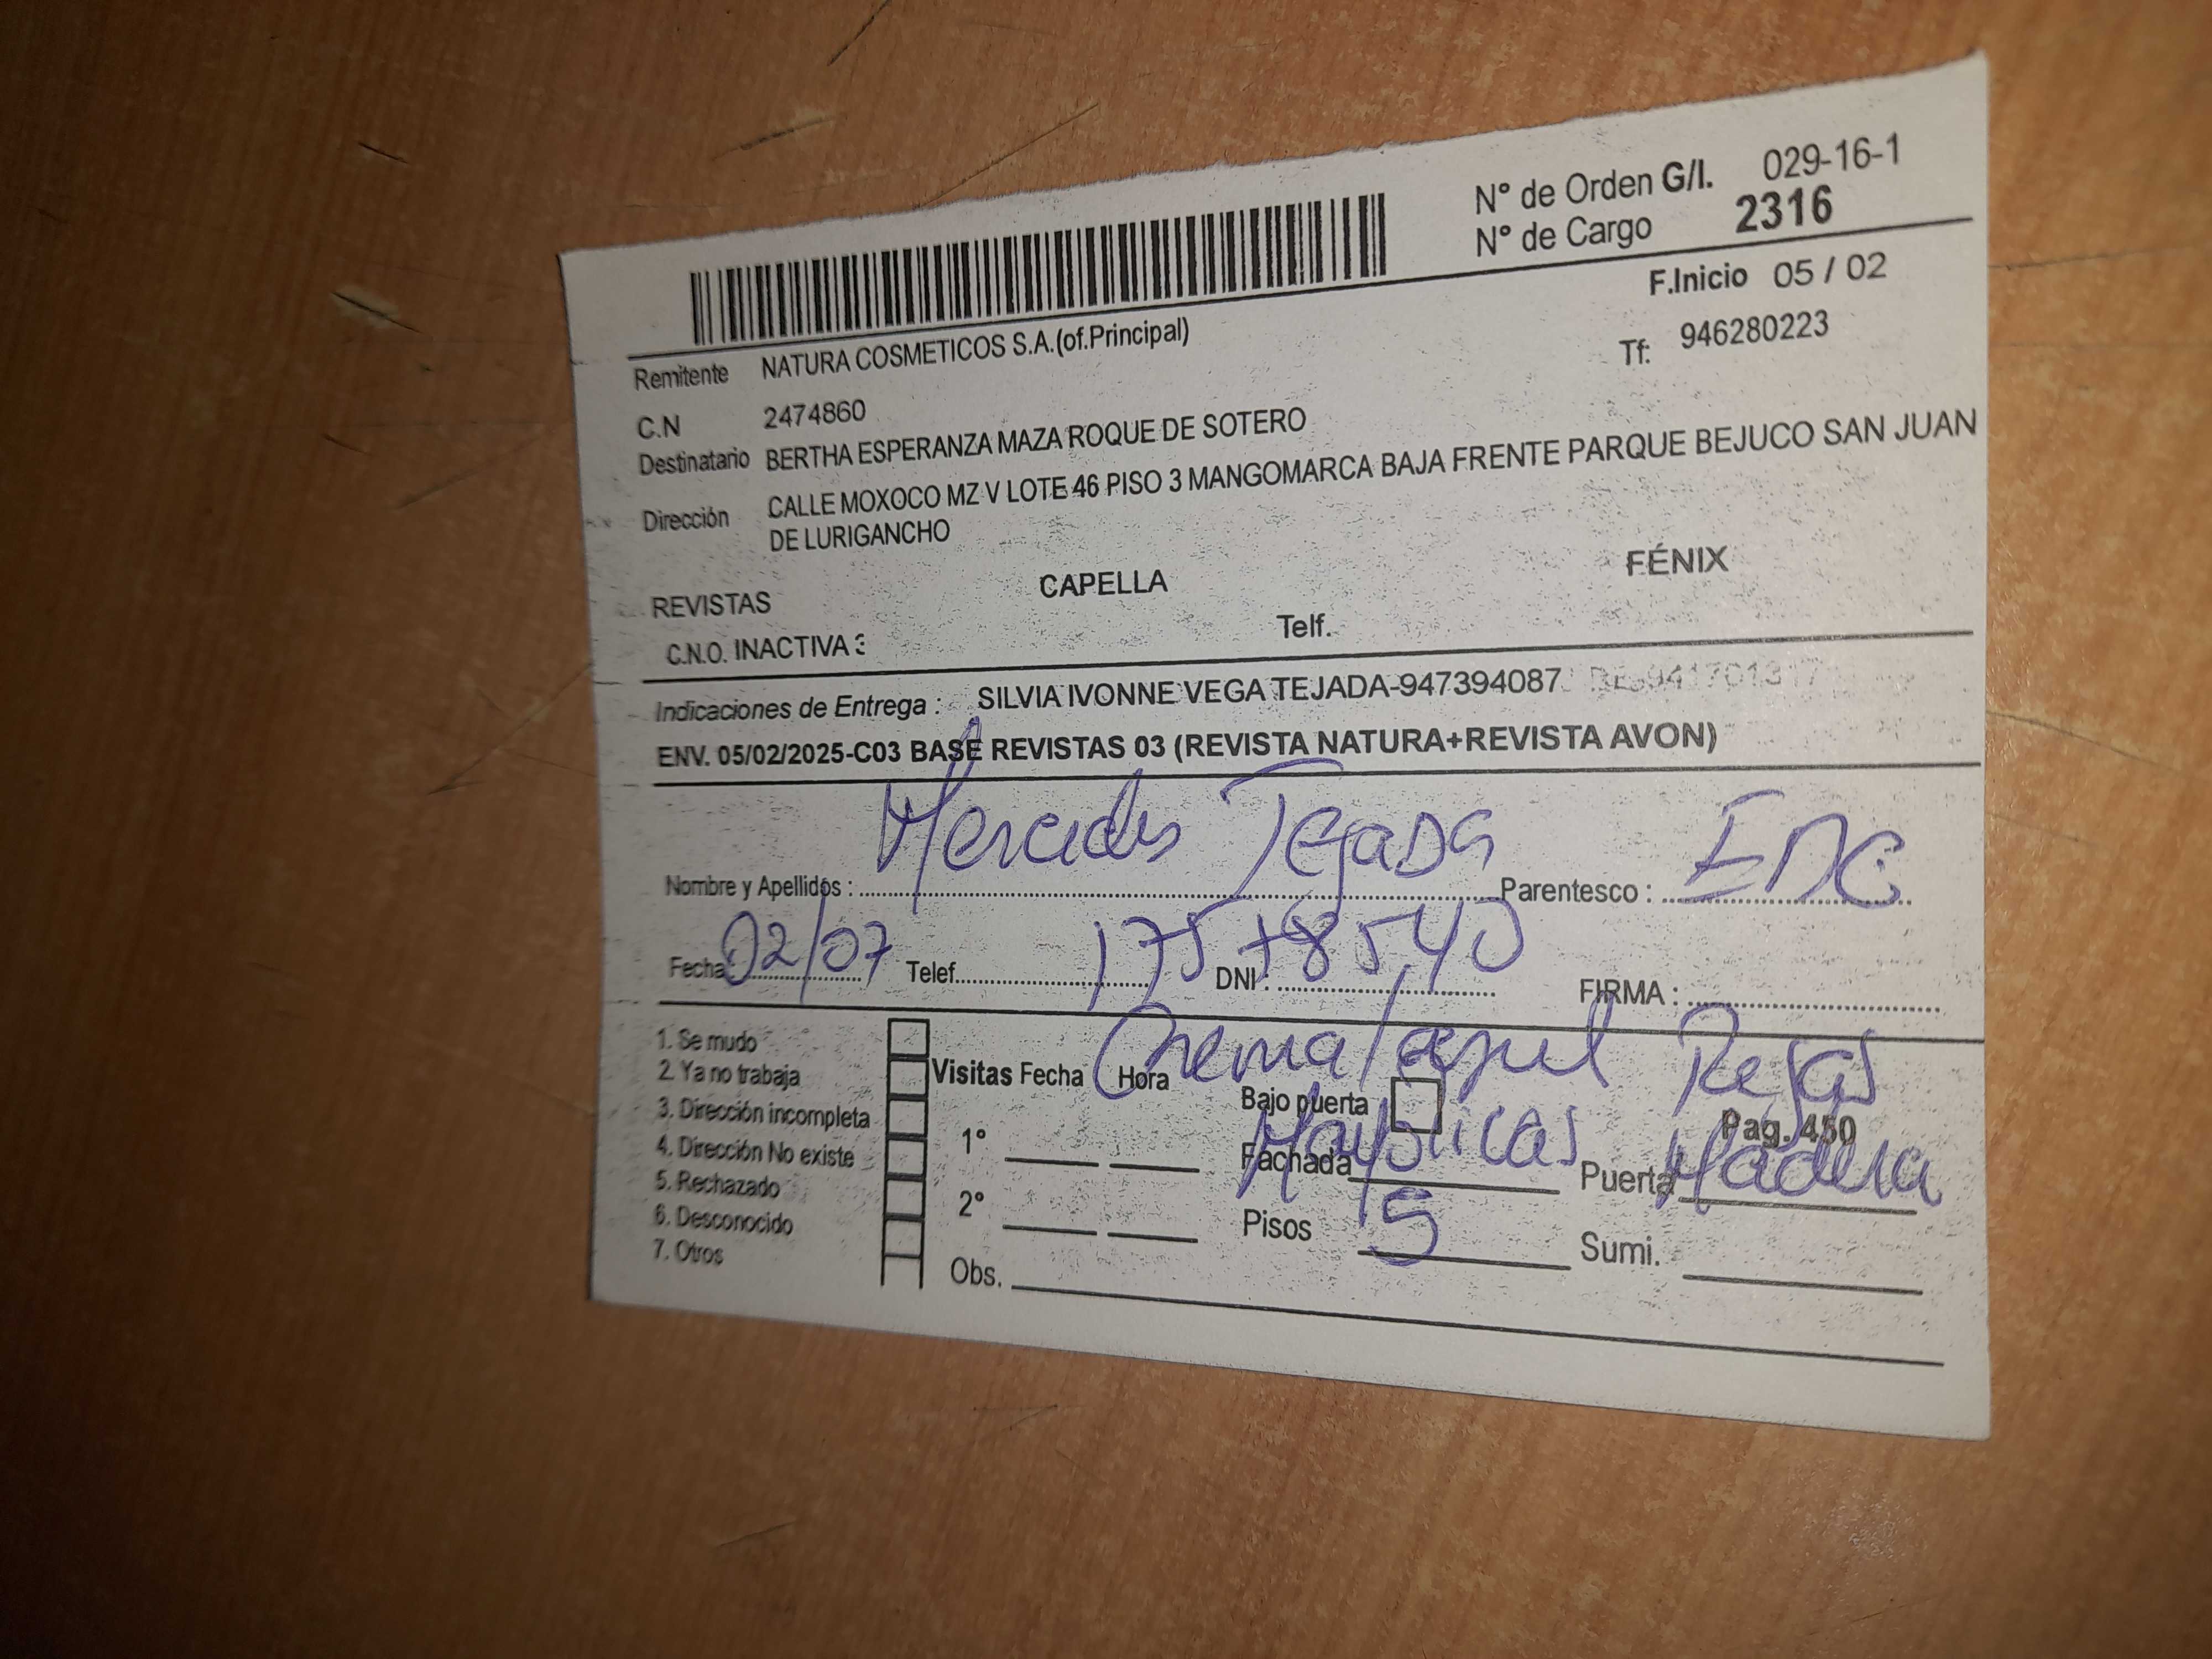 N° de Orden G/I. 029-16-1
N° de Cargo 2316
F.Inicio 05 / 02
Remitente NATURA COSMETICOS S.A.(of.Principal) Tf: 946280223
C.N 2474860
Destinatario BERTHA ESPERANZA MAZA ROQUE DE SOTERO
Dirección CALLE MOXOCO MZ V LOTE 46 PISO 3 MANGOMARCA BAJA FRENTE PARQUE BEJUCO SAN JUAN
DE LURIGANCHO
REVISTAS CAPELLA FÉNIX
C.N.O. INACTIVA 3 Telf.
Indicaciones de Entrega : SILVIA IVONNE VEGA TEJADA-947394087
ENV. 05/02/2025-C03 BASE REVISTAS 03 (REVISTA NATURA+REVISTA AVON)
Nombre y Apellidos : Mercedes Tejada Parentesco : Enc
Fecha: 02/07 Telef. DNI : FIRMA :
1. Se mudo
2. Ya no trabaja
3. Dirección incompleta
4. Dirección No existe
5. Rechazado
6. Desconocido
7. Otros
Visitas Fecha Hora
1°
2°
Obs.
Crema/azul Rejas
Bajo puerta Pag. 450
Fachada Mayolicas Puerta Madera
Pisos 5 Sumi.